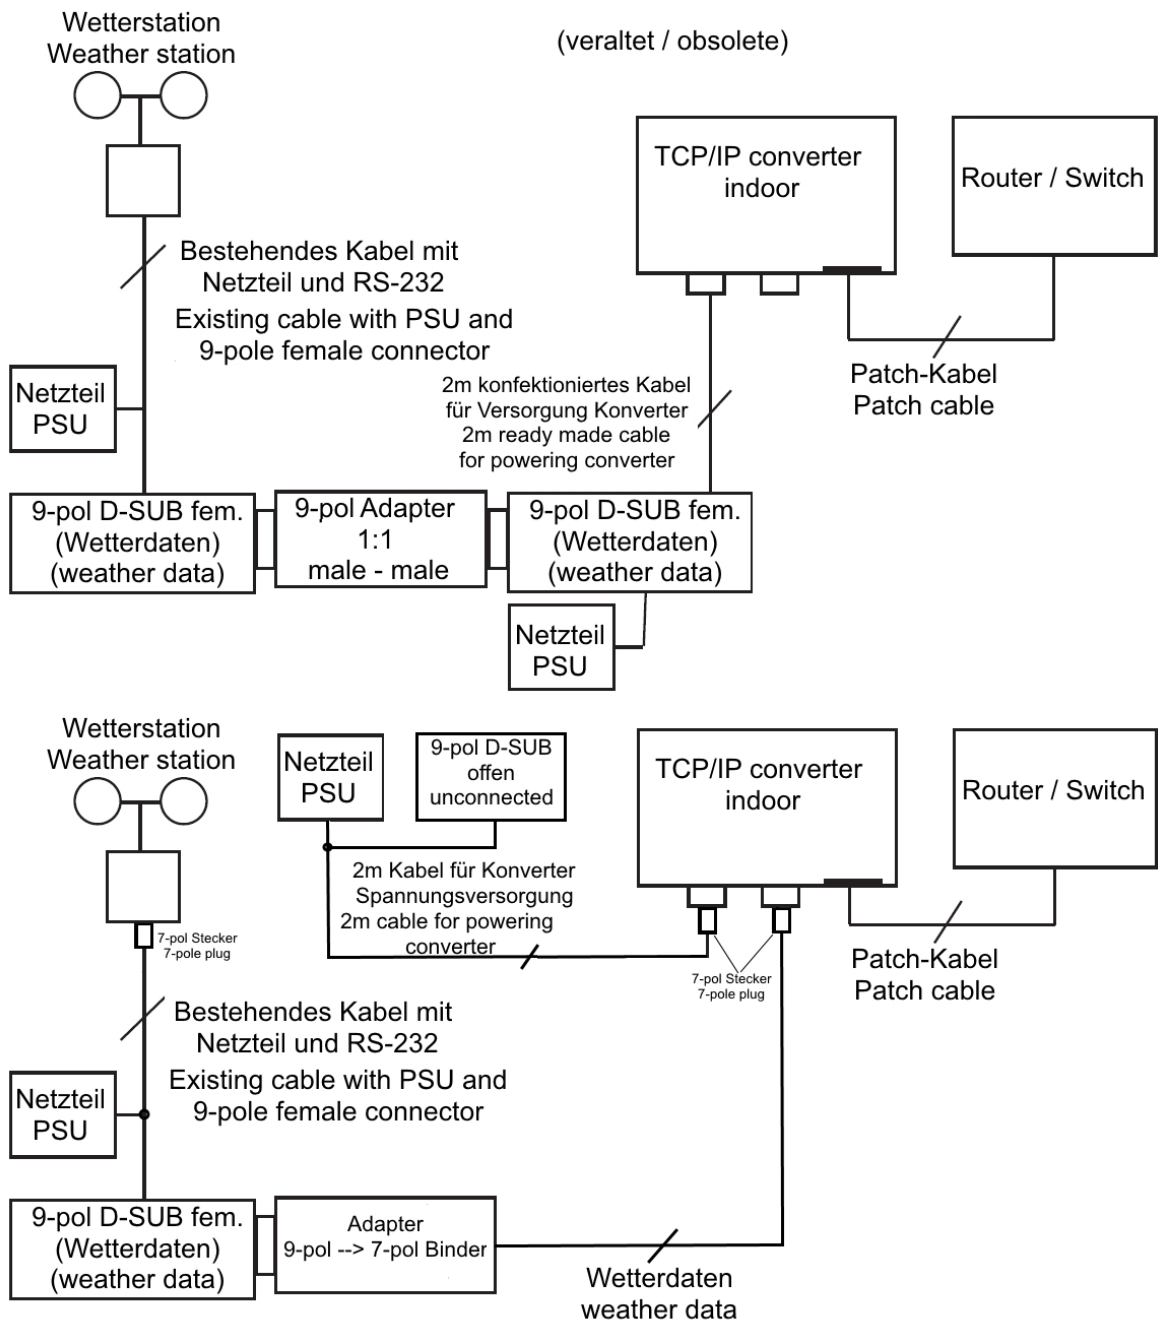 Wetterstation
Weather station
(veraltet / obsolete)
TCP/IP converter
indoor
Router / Switch
Bestehendes Kabel mit
Netzteil und RS-232
Existing cable with PSU and
9-pole female connector
Netzteil
PSU
2m konfektioniertes Kabel
für Versorgung Konverter
2m ready made cable
for powering converter
Patch-Kabel
Patch cable
9-pol D-SUB fem.
(Wetterdaten)
(weather data)
9-pol Adapter
1:1
male - male
9-pol D-SUB fem.
(Wetterdaten)
(weather data)
Netzteil
PSU
Wetterstation
Weather station
Netzteil
PSU
9-pol D-SUB
offen
unconnected
TCP/IP converter
indoor
Router / Switch
2m Kabel für Konverter
Spannungsversorgung
2m cable for powering
converter
7-pol Stecker
7-pole plug
7-pol Stecker
7-pole plug
Patch-Kabel
Patch cable
Bestehendes Kabel mit
Netzteil und RS-232
Existing cable with PSU and
9-pole female connector
Netzteil
PSU
9-pol D-SUB fem.
(Wetterdaten)
(weather data)
Adapter
9-pol --> 7-pol Binder
Wetterdaten
weather data